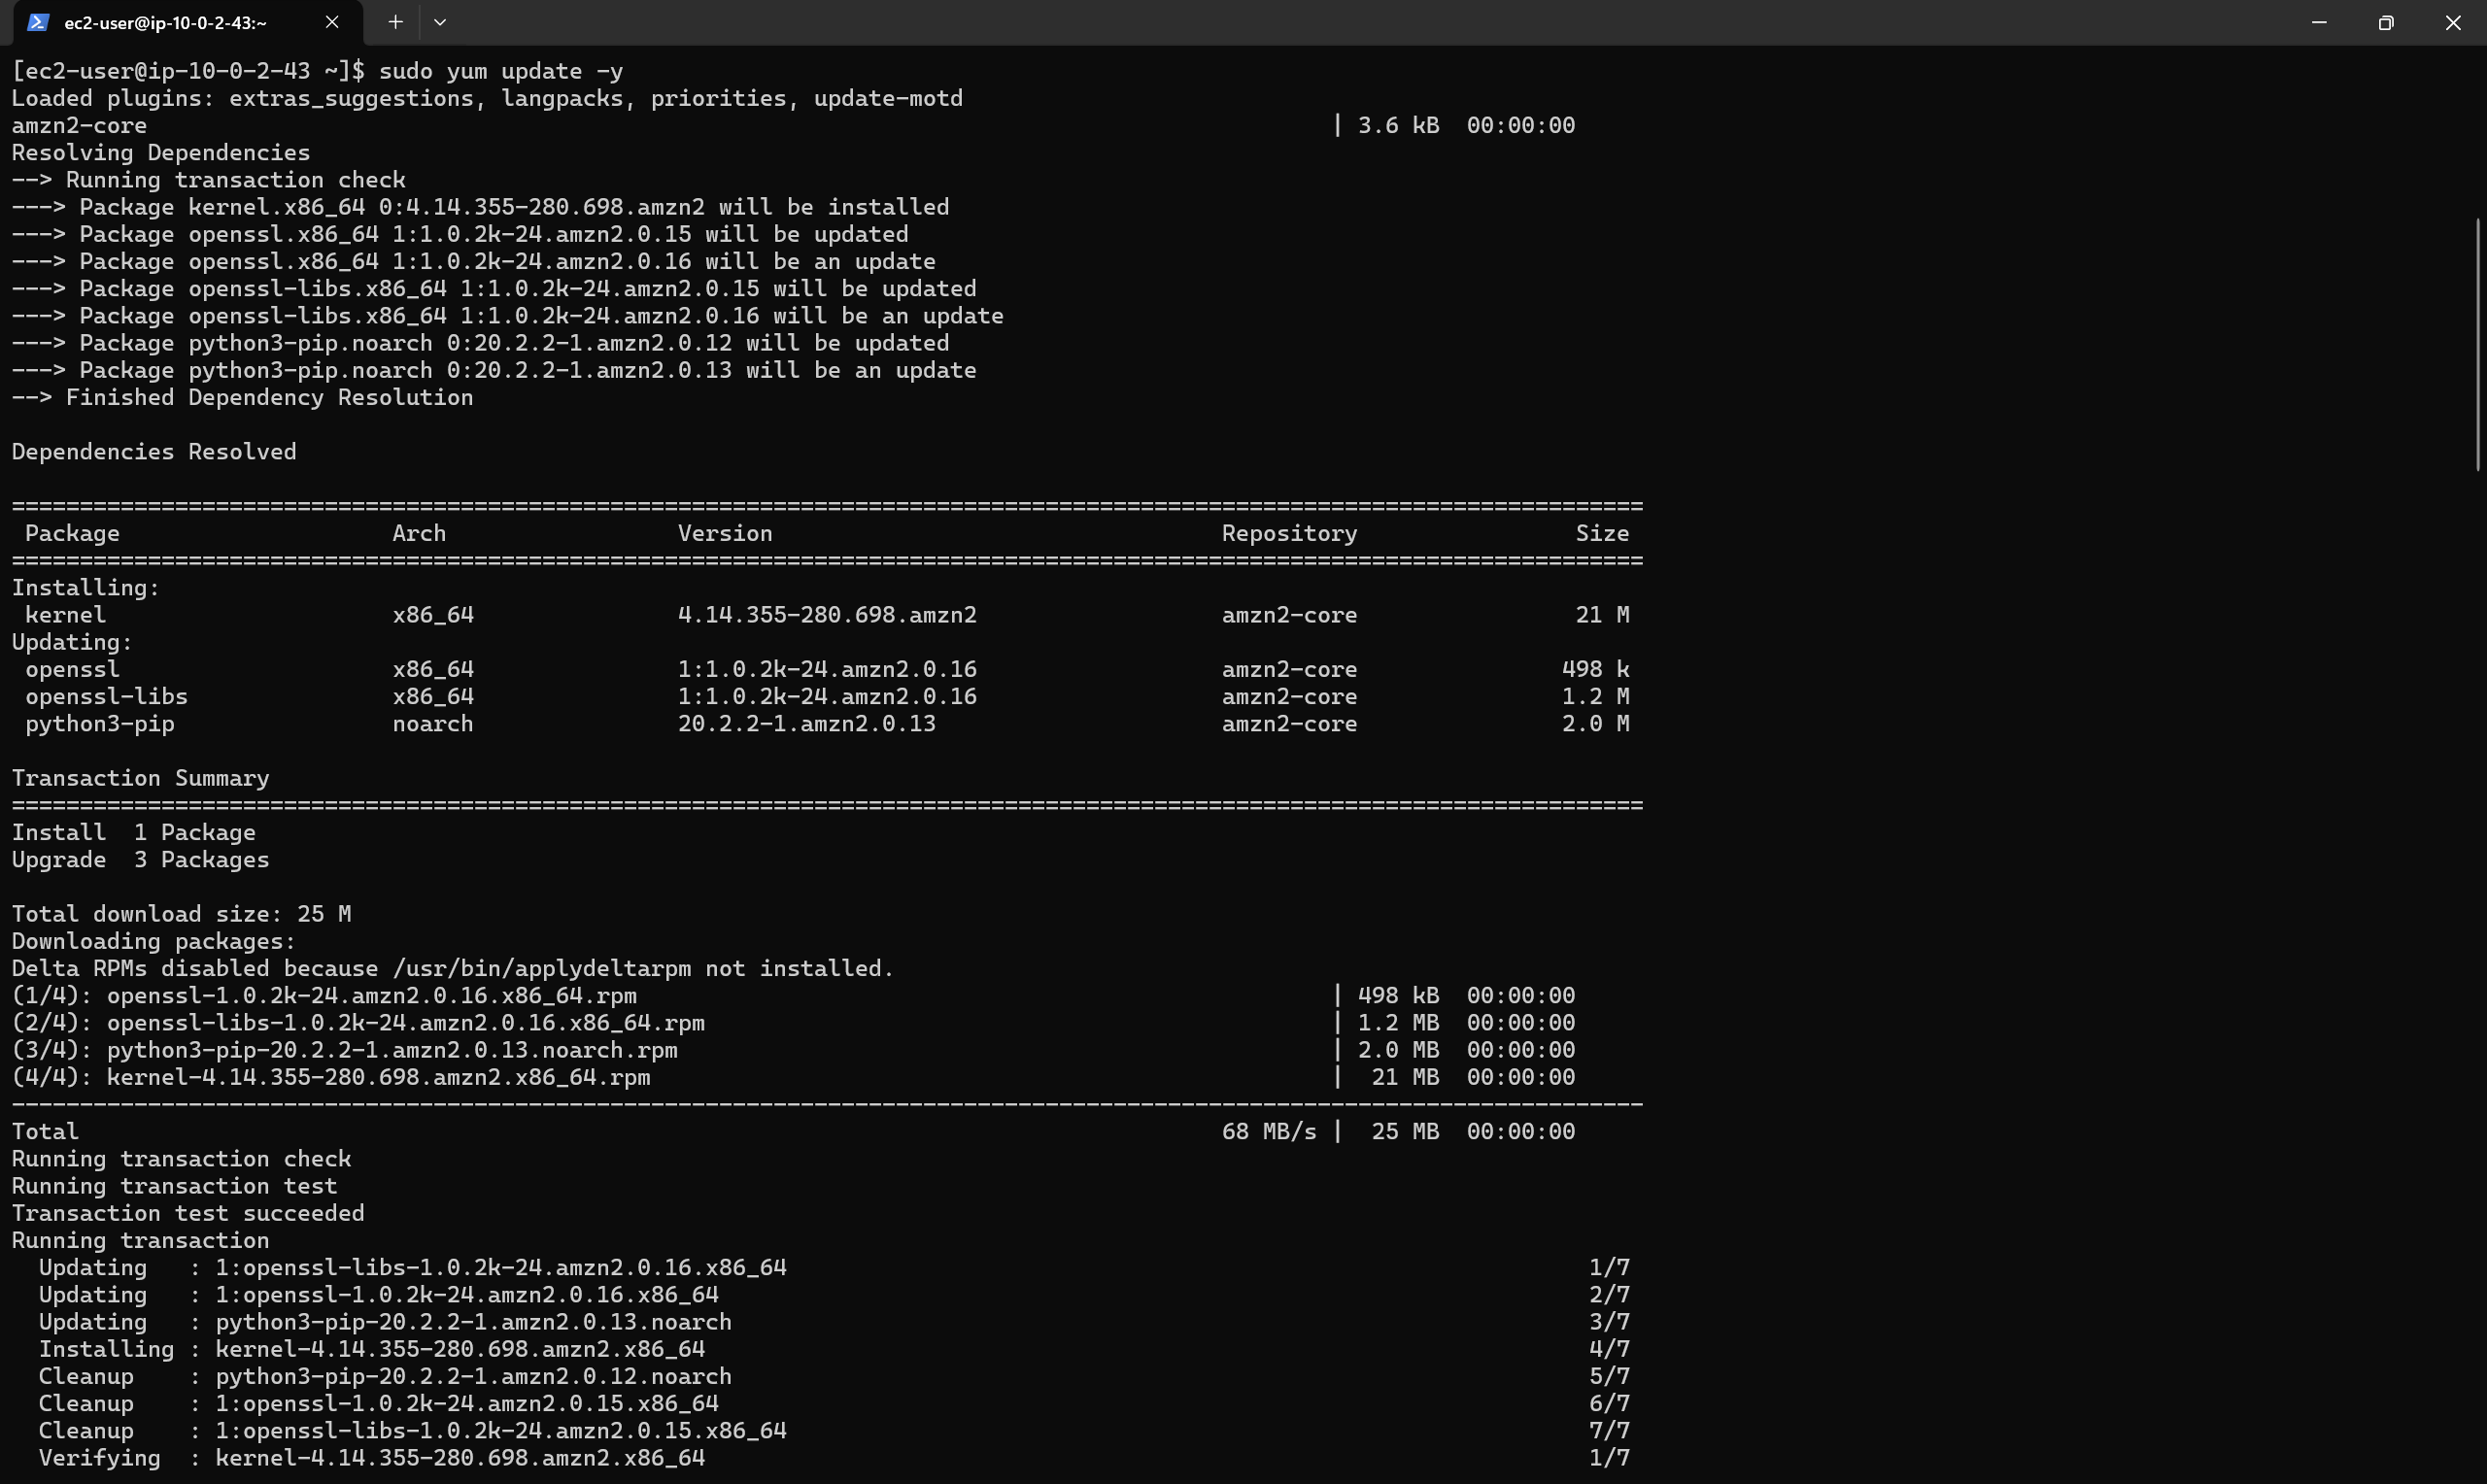 ec2-user@ip-10-0-2-43:~
[ec2-user@ip-10-0-2-43 ~]$ sudo yum update -y
Loaded plugins: extras_suggestions, langpacks, priorities, update-motd
amzn2-core | 3.6 kB 00:00:00
Resolving Dependencies
--> Running transaction check
---> Package kernel.x86_64 0:4.14.355-280.698.amzn2 will be installed
---> Package openssl.x86_64 1:1.0.2k-24.amzn2.0.15 will be updated
---> Package openssl.x86_64 1:1.0.2k-24.amzn2.0.16 will be an update
---> Package openssl-libs.x86_64 1:1.0.2k-24.amzn2.0.15 will be updated
---> Package openssl-libs.x86_64 1:1.0.2k-24.amzn2.0.16 will be an update
---> Package python3-pip.noarch 0:20.2.2-1.amzn2.0.12 will be updated
---> Package python3-pip.noarch 0:20.2.2-1.amzn2.0.13 will be an update
--> Finished Dependency Resolution
Dependencies Resolved
========================================================================================================================
Package Arch Version Repository Size
========================================================================================================================
Installing:
kernel x86_64 4.14.355-280.698.amzn2 amzn2-core 21 M
Updating:
openssl x86_64 1:1.0.2k-24.amzn2.0.16 amzn2-core 498 k
openssl-libs x86_64 1:1.0.2k-24.amzn2.0.16 amzn2-core 1.2 M
python3-pip noarch 20.2.2-1.amzn2.0.13 amzn2-core 2.0 M
Transaction Summary
========================================================================================================================
Install 1 Package
Upgrade 3 Packages
Total download size: 25 M
Downloading packages:
Delta RPMs disabled because /usr/bin/applydeltarpm not installed.
(1/4): openssl-1.0.2k-24.amzn2.0.16.x86_64.rpm | 498 kB 00:00:00
(2/4): openssl-libs-1.0.2k-24.amzn2.0.16.x86_64.rpm | 1.2 MB 00:00:00
(3/4): python3-pip-20.2.2-1.amzn2.0.13.noarch.rpm | 2.0 MB 00:00:00
(4/4): kernel-4.14.355-280.698.amzn2.x86_64.rpm | 21 MB 00:00:00
------------------------------------------------------------------------------------------------------------------------
Total 68 MB/s | 25 MB 00:00:00
Running transaction check
Running transaction test
Transaction test succeeded
Running transaction
Updating : 1:openssl-libs-1.0.2k-24.amzn2.0.16.x86_64 1/7
Updating : 1:openssl-1.0.2k-24.amzn2.0.16.x86_64 2/7
Updating : python3-pip-20.2.2-1.amzn2.0.13.noarch 3/7
Installing : kernel-4.14.355-280.698.amzn2.x86_64 4/7
Cleanup : python3-pip-20.2.2-1.amzn2.0.12.noarch 5/7
Cleanup : 1:openssl-1.0.2k-24.amzn2.0.15.x86_64 6/7
Cleanup : 1:openssl-libs-1.0.2k-24.amzn2.0.15.x86_64 7/7
Verifying : kernel-4.14.355-280.698.amzn2.x86_64 1/7